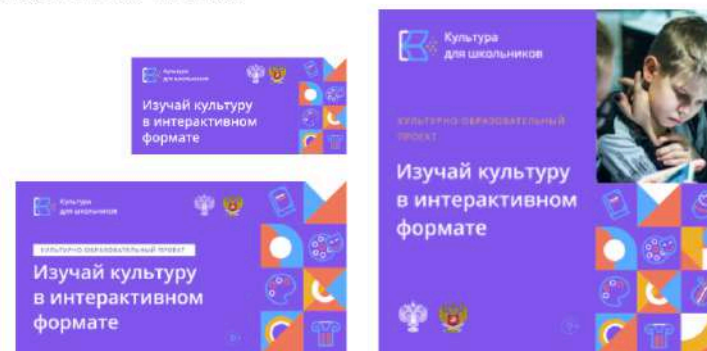 Культура
для школьников
Изучай культуру
в интерактивном
формате
Культура
для школьников
КУЛЬТУРНО-ОБРАЗОВАТЕЛЬНЫЙ ПРОЕКТ
Изучай культуру
в интерактивном
формате
Культура
для школьников
КУЛЬТУРНО-ОБРАЗОВАТЕЛЬНЫЙ
ПРОЕКТ
Изучай культуру
в интерактивном
формате